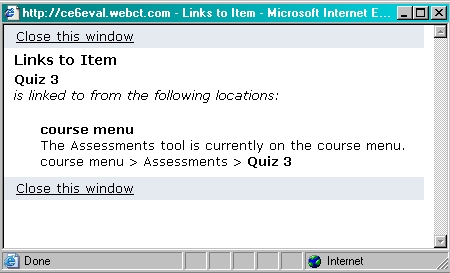 http://ce6eval.webct.com - Links to Item - Microsoft Internet E...
Close this window
Links to Item
Quiz 3
is linked to from the following locations:
course menu
The Assessments tool is currently on the course menu.
course menu > Assessments > Quiz 3
Close this window
Done
Internet